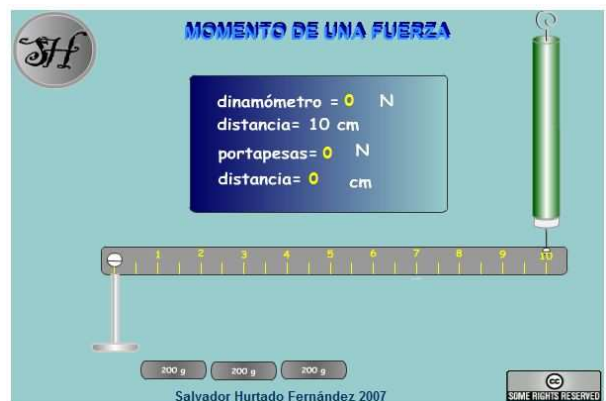 SH
MOMENTO DE UNA FUERZA
dinamómetro = 0 N
distancia= 10 cm
portapesas= 0 N
distancia= 0 cm
1 2 3 4 5 6 7 8 9 10
200 g 200 g 200 g
Salvador Hurtado Fernández 2007
cc
SOME RIGHTS RESERVED